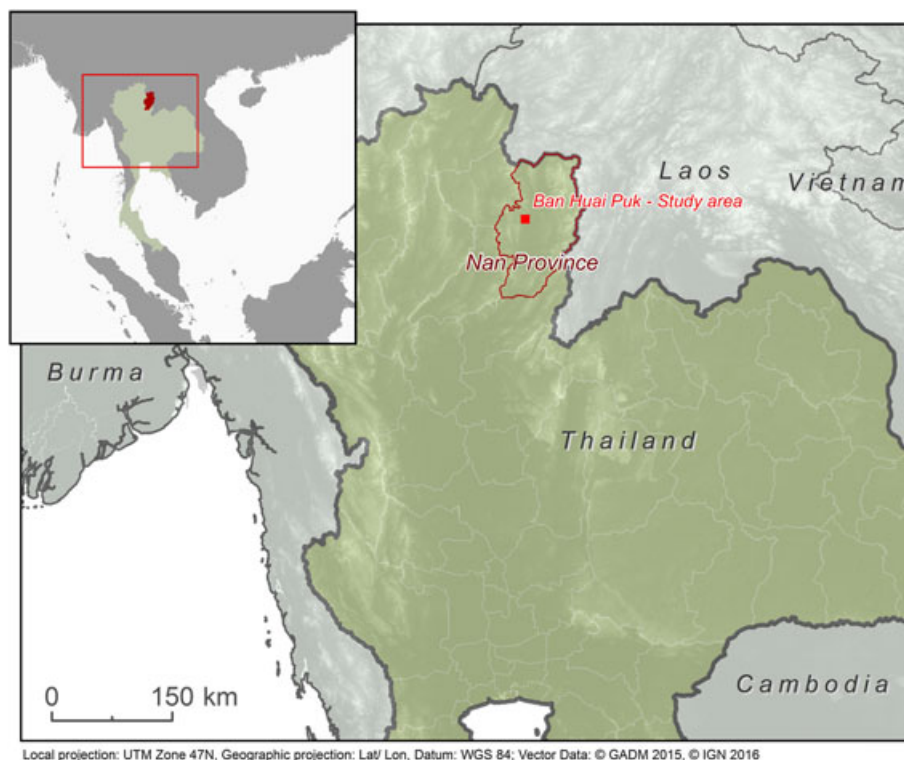 Laos
Vietnam
Ban Huai Puk - Study area
Nan Province
Burma
Thailand
0 150 km
Cambodia
Local projection: UTM Zone 47N, Geographic projection: Lat/ Lon, Datum: WGS 84; Vector Data: © GADM 2015, © IGN 2016